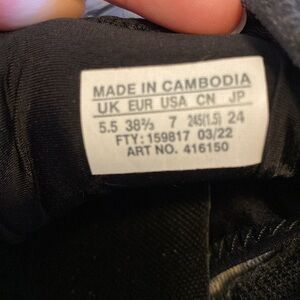 MADE IN CAMBODIA
UK EUR USA CN JP
5.5 38⅔ 7 245(1.5) 24
FTY: 159817 03/22
ART NO. 416150